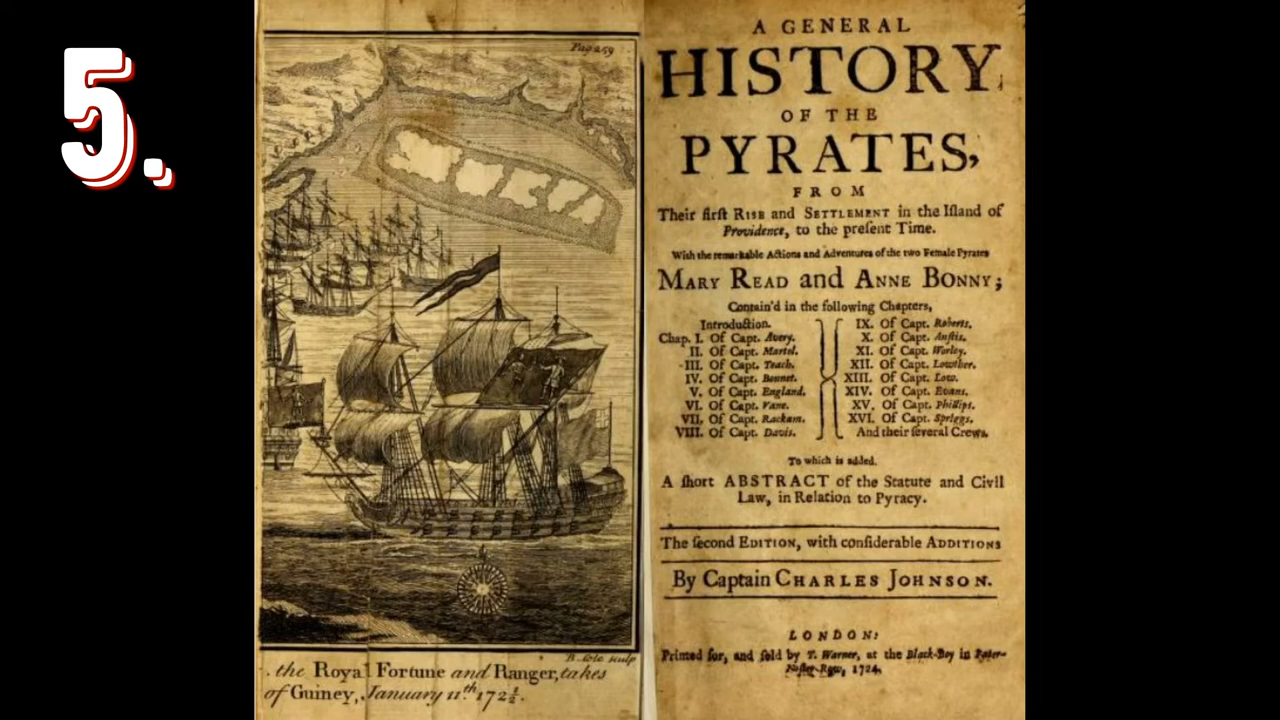 5.
Pag. 259
B. Cole sculp
the Royal Fortune and Ranger, takes
of Guiney, January 11th 172½.
A GENERAL
HISTORY
OF THE
PYRATES,
FROM
Their firſt RISE and SETTLEMENT in the Iſland of
Providence, to the preſent Time.
With the remarkable Actions and Adventures of the two Female Pyrates
MARY READ and ANNE BONNY;
Contain'd in the following Chapters,
Introduction.
Chap. I. Of Capt. Avery.
II. Of Capt. Martel.
III. Of Capt. Teach.
IV. Of Capt. Bonnet.
V. Of Capt. England.
VI. Of Capt. Vane.
VII. Of Capt. Rackam.
VIII. Of Capt. Davis.
IX. Of Capt. Roberts.
X. Of Capt. Anſtis.
XI. Of Capt. Worley.
XII. Of Capt. Lowther.
XIII. Of Capt. Low.
XIV. Of Capt. Evans.
XV. Of Capt. Phillips.
XVI. Of Capt. Spriggs.
And their ſeveral Crews.
To which is added.
A ſhort ABSTRACT of the Statute and Civil
Law, in Relation to Pyracy.
The ſecond EDITION, with conſiderable ADDITIONS
By Captain CHARLES JOHNSON.
LONDON:
Printed for, and ſold by T. Warner, at the Black-Boy in Pater-
Noſter-Row, 1724.